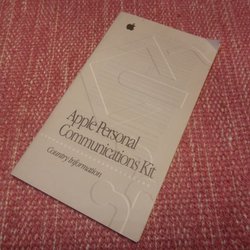 Apple Personal
Communications Kit
Country Information